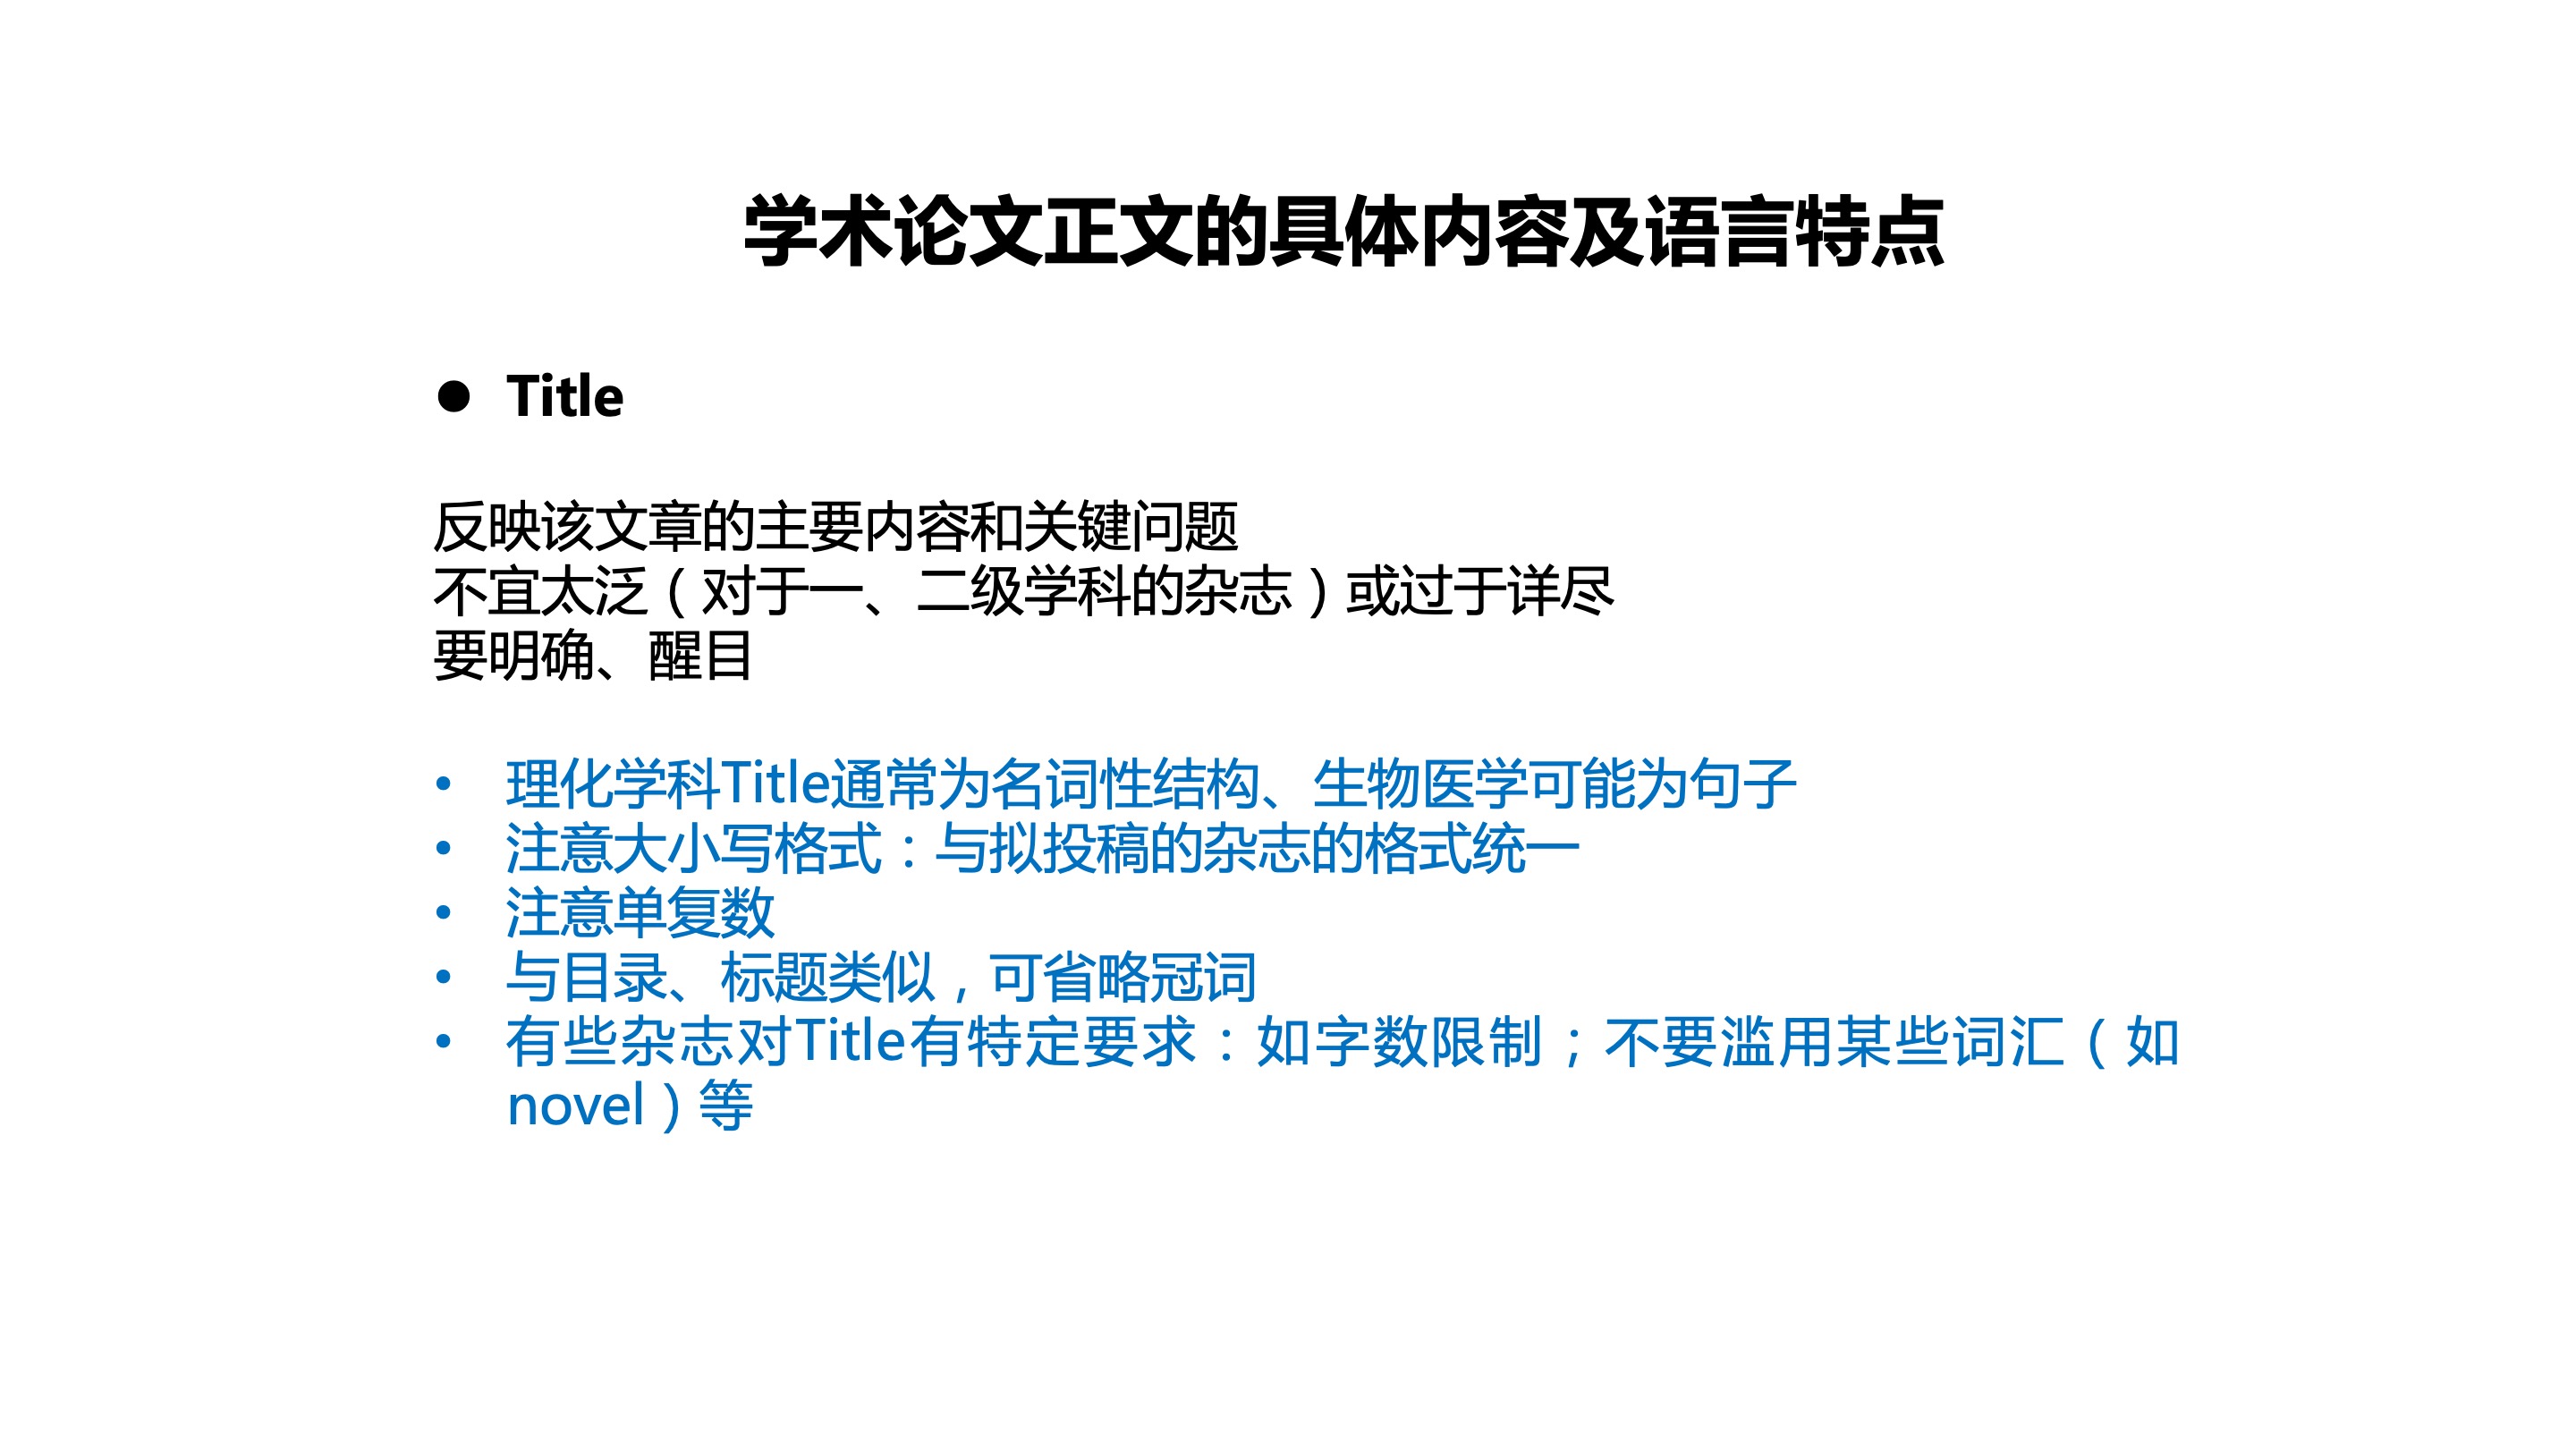 学术论文正文的具体内容及语言特点
● Title
反映该文章的主要内容和关键问题
不宜太泛（对于一、二级学科的杂志）或过于详尽
要明确、醒目
• 理化学科Title通常为名词性结构、生物医学可能为句子
• 注意大小写格式：与拟投稿的杂志的格式统一
• 注意单复数
• 与目录、标题类似，可省略冠词
• 有些杂志对Title有特定要求：如字数限制；不要滥用某些词汇（如
novel）等